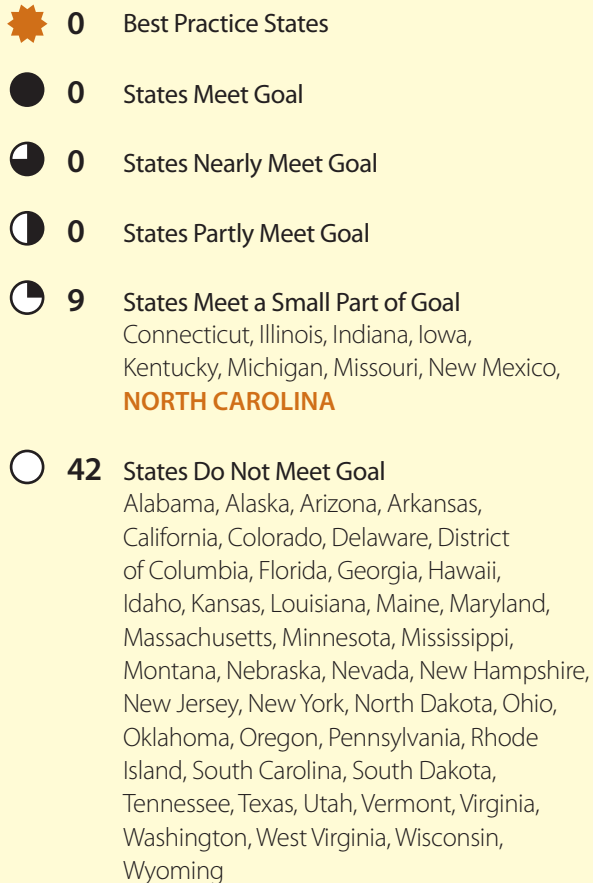 0 Best Practice States
0 States Meet Goal
0 States Nearly Meet Goal
0 States Partly Meet Goal
9 States Meet a Small Part of Goal
Connecticut, Illinois, Indiana, Iowa,
Kentucky, Michigan, Missouri, New Mexico,
NORTH CAROLINA
42 States Do Not Meet Goal
Alabama, Alaska, Arizona, Arkansas,
California, Colorado, Delaware, District
of Columbia, Florida, Georgia, Hawaii,
Idaho, Kansas, Louisiana, Maine, Maryland,
Massachusetts, Minnesota, Mississippi,
Montana, Nebraska, Nevada, New Hampshire,
New Jersey, New York, North Dakota, Ohio,
Oklahoma, Oregon, Pennsylvania, Rhode
Island, South Carolina, South Dakota,
Tennessee, Texas, Utah, Vermont, Virginia,
Washington, West Virginia, Wisconsin,
Wyoming